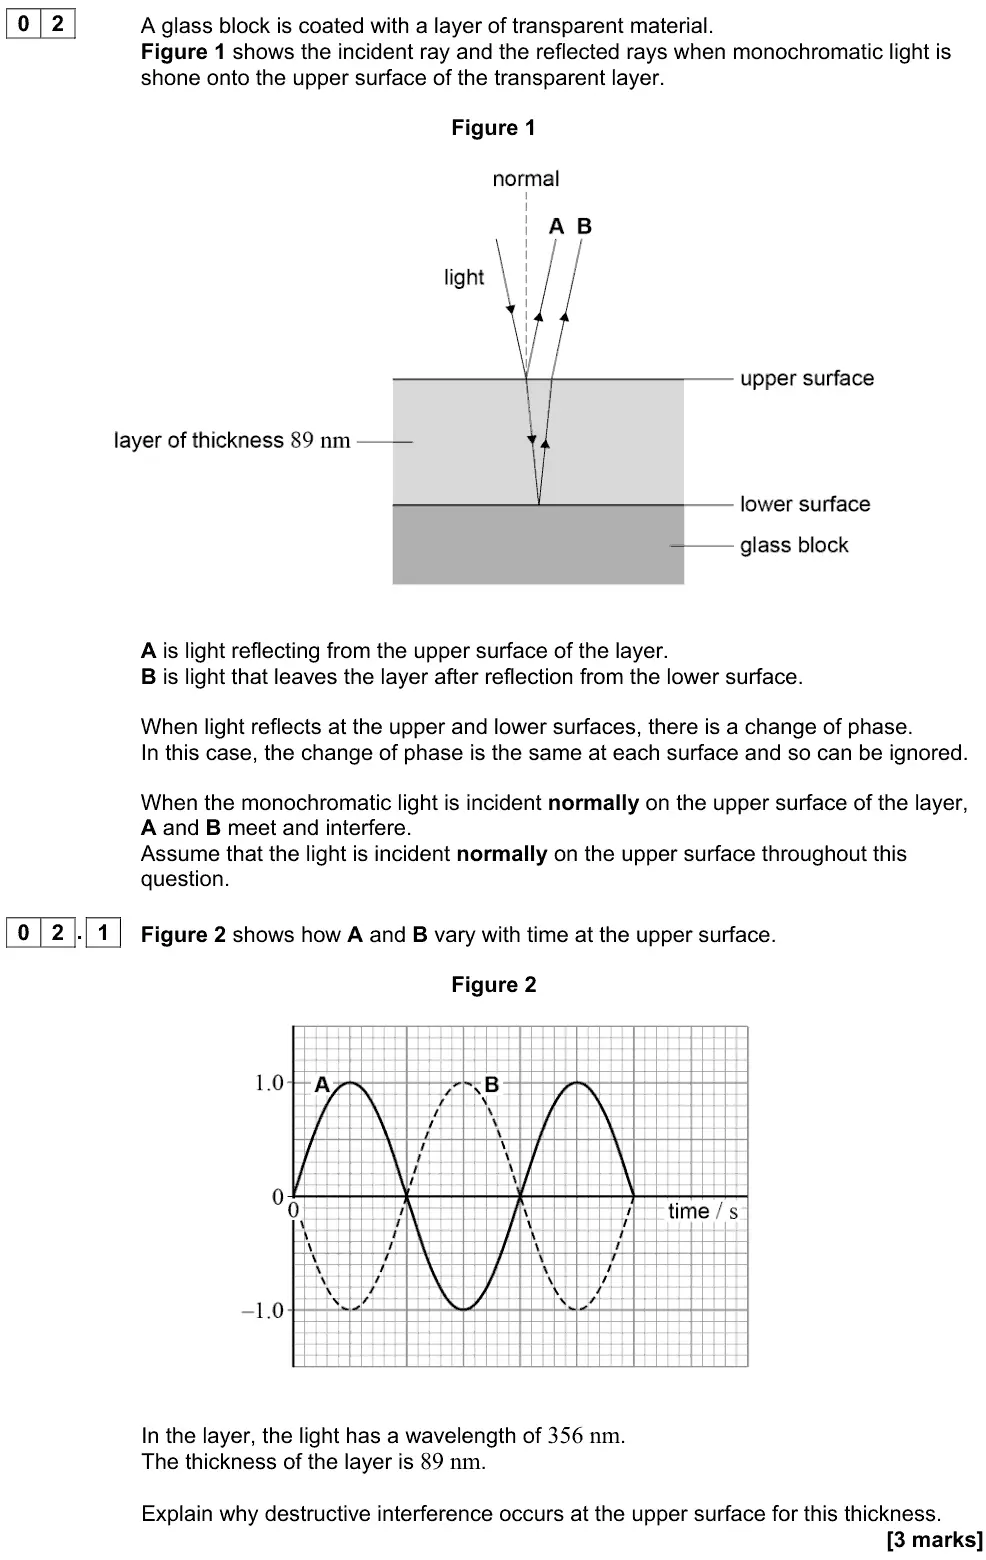 0 2
A glass block is coated with a layer of transparent material.
Figure 1 shows the incident ray and the reflected rays when monochromatic light is
shone onto the upper surface of the transparent layer.
Figure 1
normal
A B
light
upper surface
layer of thickness 89 nm
lower surface
glass block
A is light reflecting from the upper surface of the layer.
B is light that leaves the layer after reflection from the lower surface.
When light reflects at the upper and lower surfaces, there is a change of phase.
In this case, the change of phase is the same at each surface and so can be ignored.
When the monochromatic light is incident normally on the upper surface of the layer,
A and B meet and interfere.
Assume that the light is incident normally on the upper surface throughout this
question.
0 2 . 1 Figure 2 shows how A and B vary with time at the upper surface.
Figure 2
1.0
A
B
0
0
time / s
−1.0
In the layer, the light has a wavelength of 356 nm.
The thickness of the layer is 89 nm.
Explain why destructive interference occurs at the upper surface for this thickness.
[3 marks]